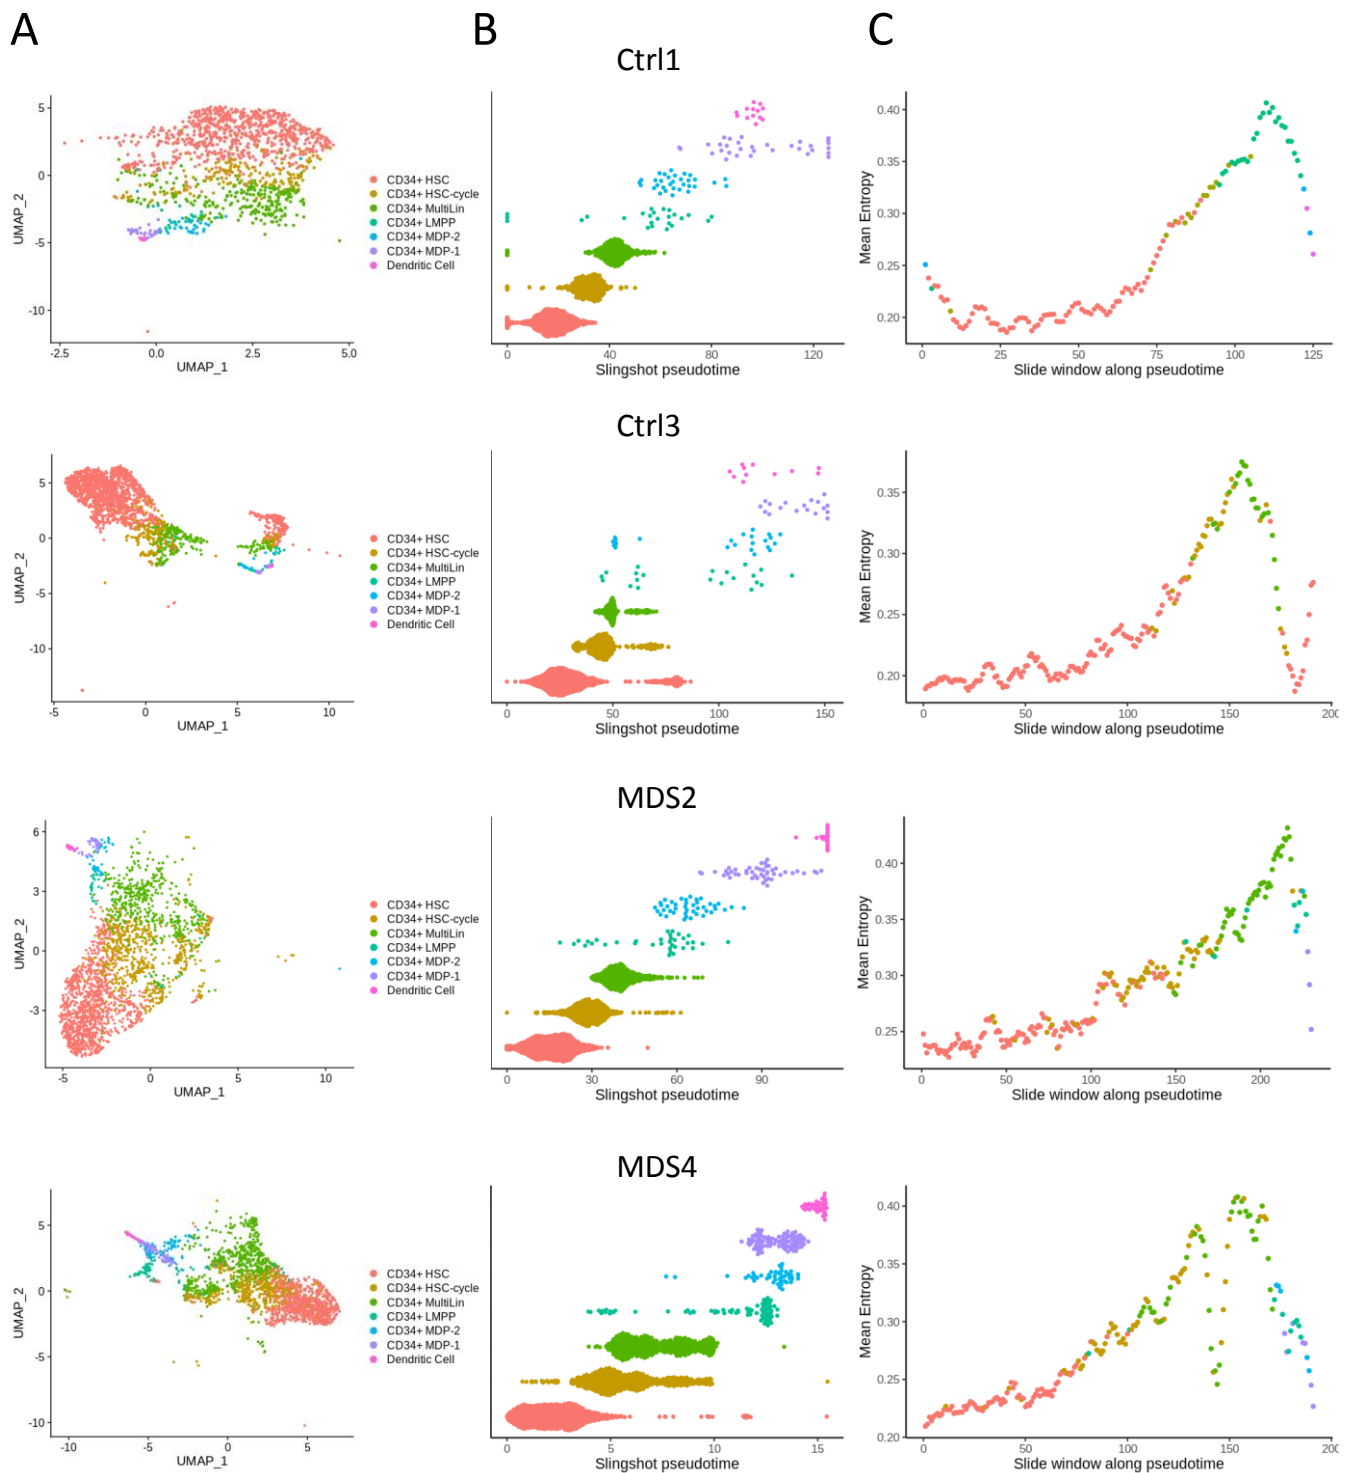 A
B
C
Ctrl1
5
0
-5
-10
UMAP_2
-2.5
0.0
2.5
5.0
UMAP_1
CD34+ HSC
CD34+ HSC-cycle
CD34+ MultiLin
CD34+ LMPP
CD34+ MDP-2
CD34+ MDP-1
Dendritic Cell
0
40
80
120
Slingshot pseudotime
0.40
0.35
0.30
0.25
0.20
Mean Entropy
0
25
50
75
100
125
Slide window along pseudotime
Ctrl3
5
0
-5
-10
UMAP_2
-5
0
5
10
UMAP_1
CD34+ HSC
CD34+ HSC-cycle
CD34+ MultiLin
CD34+ LMPP
CD34+ MDP-2
CD34+ MDP-1
Dendritic Cell
0
50
100
150
Slingshot pseudotime
0.35
0.30
0.25
0.20
Mean Entropy
0
50
100
150
200
Slide window along pseudotime
MDS2
6
3
0
-3
UMAP_2
-5
0
5
10
UMAP_1
CD34+ HSC
CD34+ HSC-cycle
CD34+ MultiLin
CD34+ LMPP
CD34+ MDP-2
CD34+ MDP-1
Dendritic Cell
0
30
60
90
Slingshot pseudotime
0.40
0.35
0.30
0.25
Mean Entropy
0
50
100
150
200
Slide window along pseudotime
MDS4
5
0
-5
-10
UMAP_2
-10
-5
0
5
UMAP_1
CD34+ HSC
CD34+ HSC-cycle
CD34+ MultiLin
CD34+ LMPP
CD34+ MDP-2
CD34+ MDP-1
Dendritic Cell
0
5
10
15
Slingshot pseudotime
0.40
0.35
0.30
0.25
0.20
Mean Entropy
0
50
100
150
200
Slide window along pseudotime